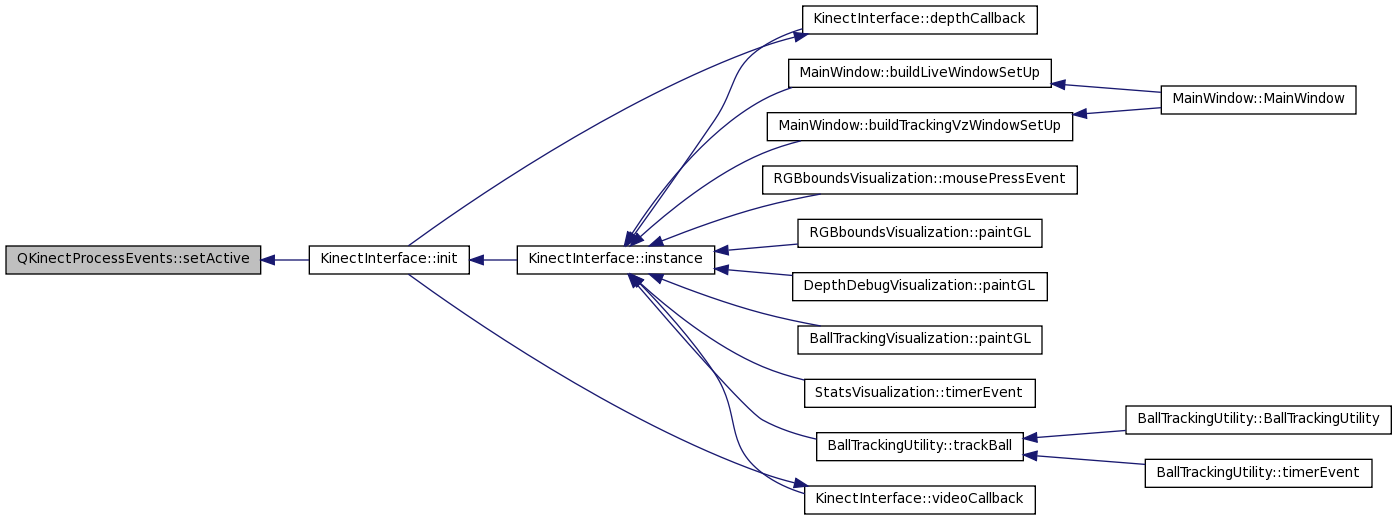 KinectInterface::depthCallback
MainWindow::buildLiveWindowSetUp
MainWindow::MainWindow
MainWindow::buildTrackingVzWindowSetUp
RGBboundsVisualization::mousePressEvent
RGBboundsVisualization::paintGL
QKinectProcessEvents::setActive
KinectInterface::init
KinectInterface::instance
DepthDebugVisualization::paintGL
BallTrackingVisualization::paintGL
StatsVisualization::timerEvent
BallTrackingUtility::BallTrackingUtility
BallTrackingUtility::trackBall
BallTrackingUtility::timerEvent
KinectInterface::videoCallback